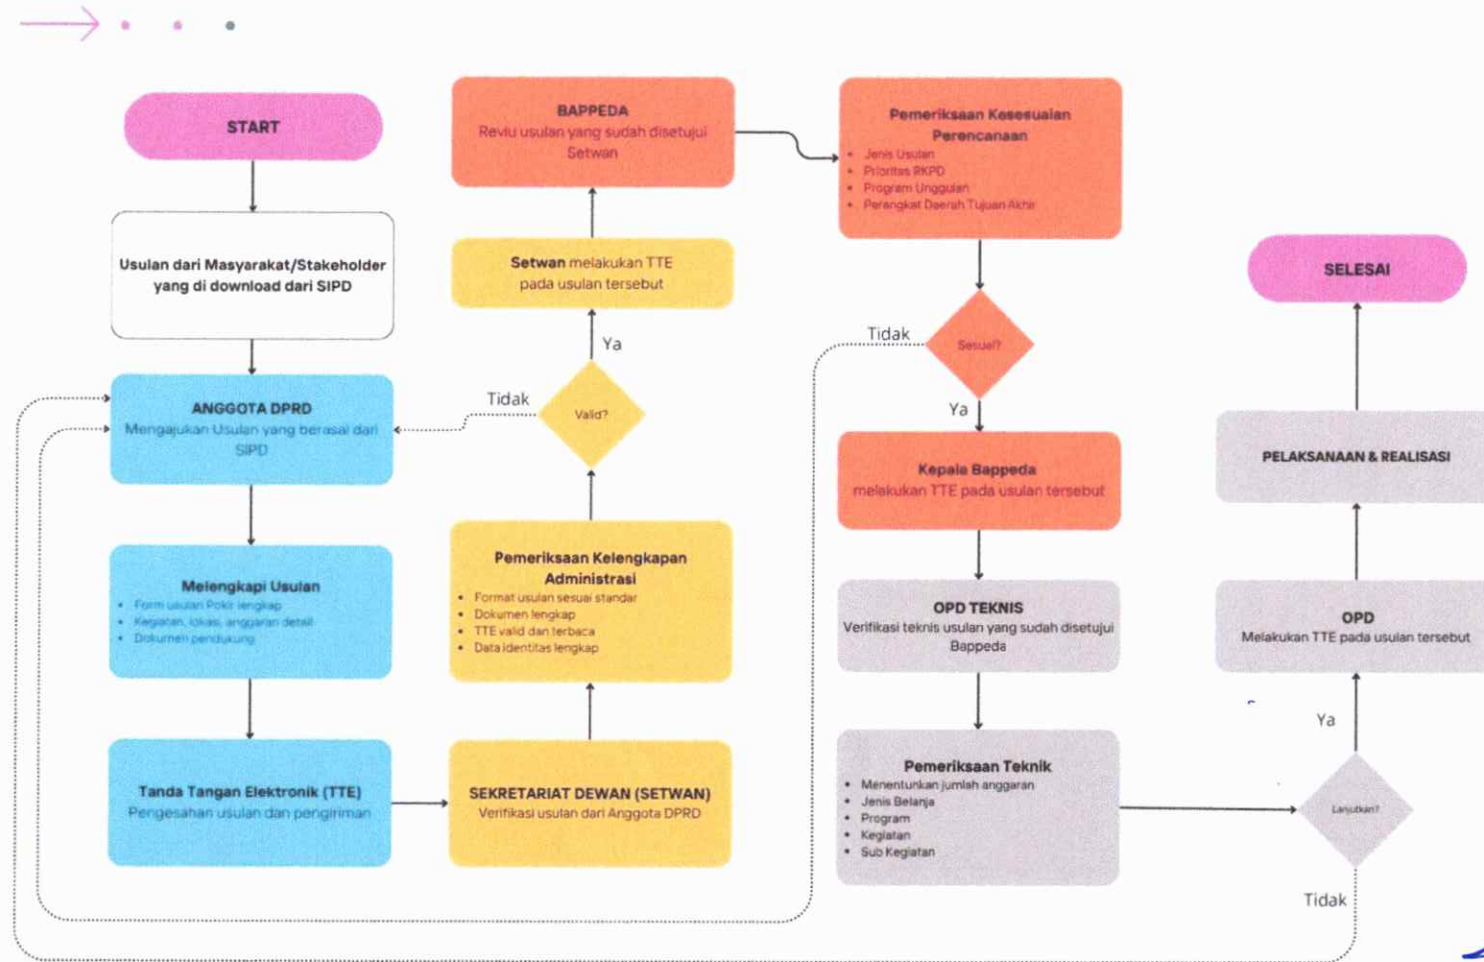 START
Usulan dari Masyarakat/Stakeholder
yang di download dari SIPD
ANGGOTA DPRD
Mengajukan Usulan yang berasal dari
SIPD
Melengkapi Usulan
• Form usulan Pokir lengkap
• Kegiatan, lokasi, anggaran detail
• Dokumen pendukung
Tanda Tangan Elektronik (TTE)
Pengesahan usulan dan pengiriman
SEKRETARIAT DEWAN (SETWAN)
Verifikasi usulan dari Anggota DPRD
Pemeriksaan Kelengkapan
Administrasi
• Format usulan sesuai standar
• Dokumen lengkap
• TTE valid dan terbaca
• Data identitas lengkap
Valid?
Tidak
Ya
Setwan melakukan TTE
pada usulan tersebut
BAPPEDA
Reviu usulan yang sudah disetujui
Setwan
Pemeriksaan Kesesuaian
Perencanaan
• Jenis Usulan
• Prioritas RKPD
• Program Unggulan
• Perangkat Daerah Tujuan Akhir
Sesuai?
Tidak
Ya
Kepala Bappeda
melakukan TTE pada usulan tersebut
OPD TEKNIS
Verifikasi teknis usulan yang sudah disetujui
Bappeda
Pemeriksaan Teknik
• Menentunkan jumlah anggaran
• Jenis Belanja
• Program
• Kegiatan
• Sub Kegiatan
Lanjutkan?
Tidak
Ya
OPD
Melakukan TTE pada usulan tersebut
PELAKSANAAN & REALISASI
SELESAI